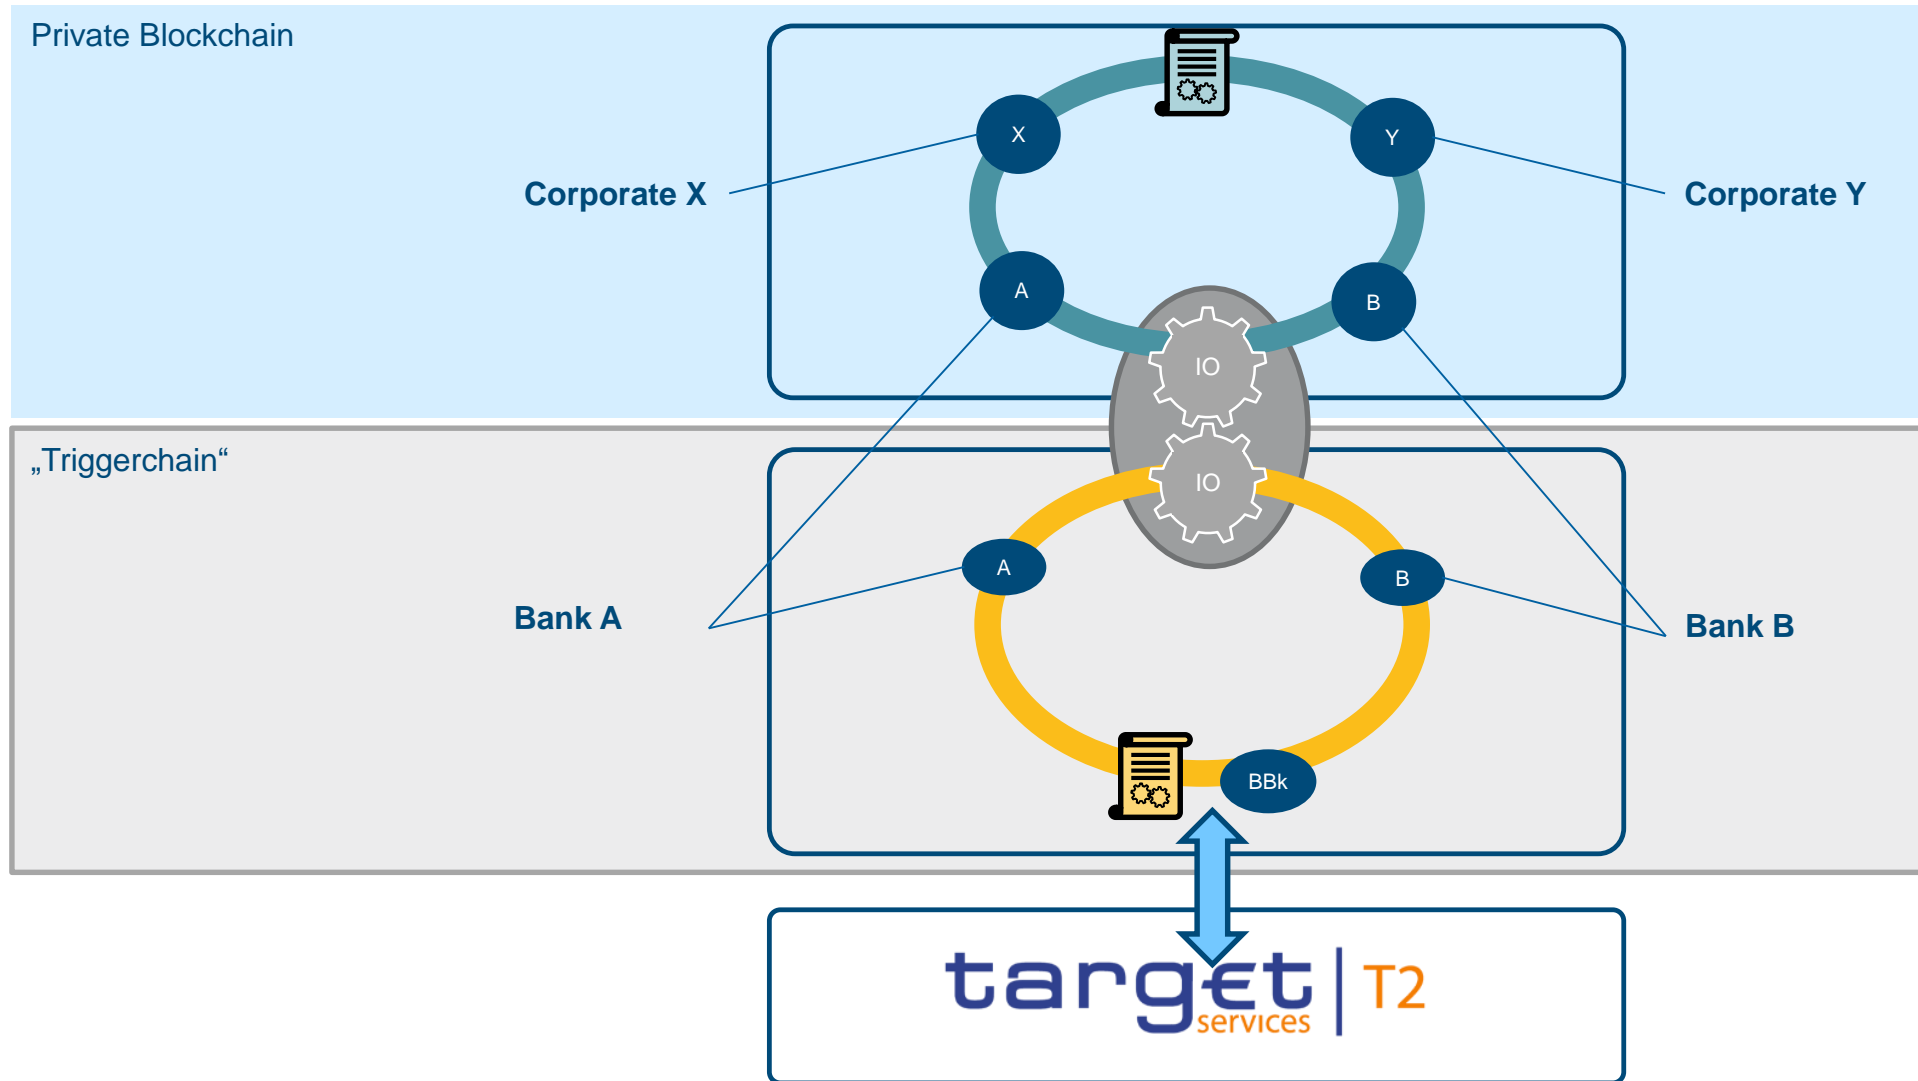 Private Blockchain
X
Y
Corporate X
Corporate Y
A
B
IO
„Triggerchain“
IO
A
B
Bank A
Bank B
BBk
target | T2
services